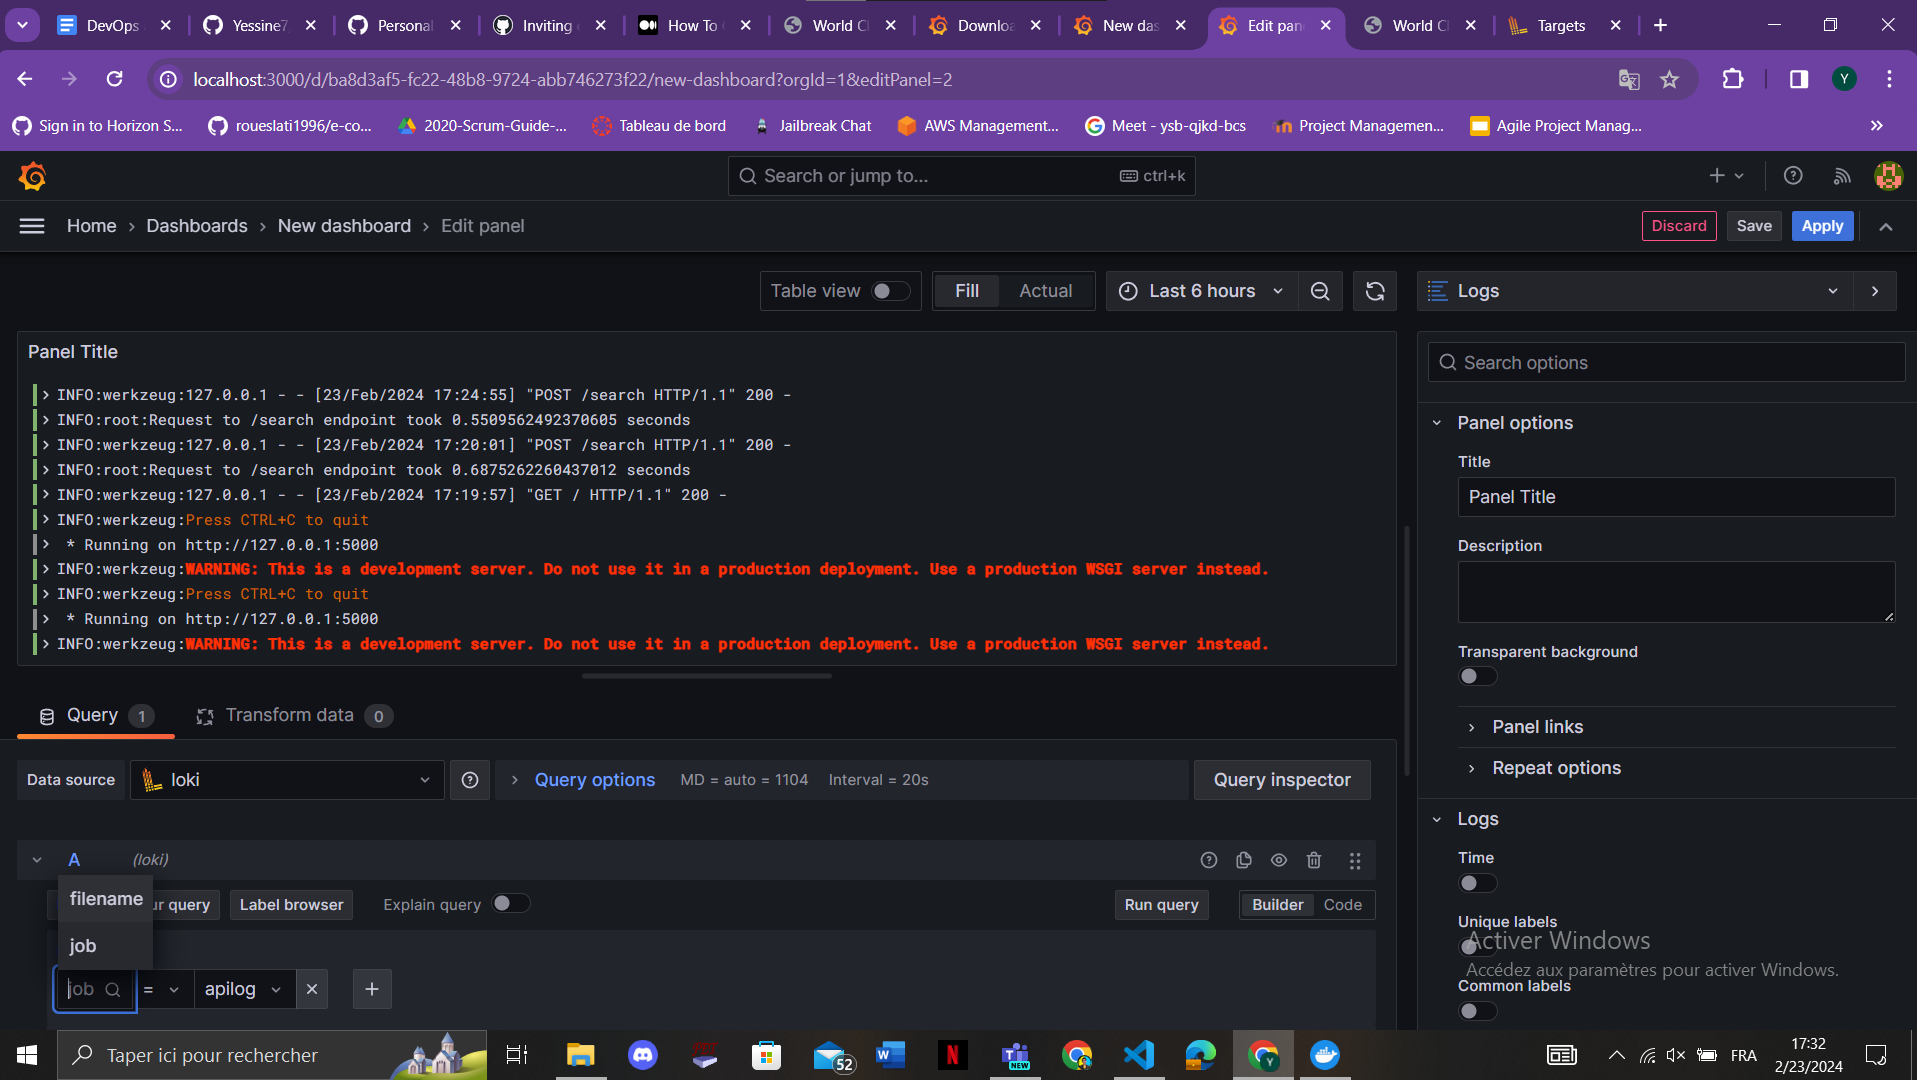 DevOps
Yessine7
Personal
Inviting
How To
World Cl
Downloa
New das
Edit pan
World Cl
Targets
localhost:3000/d/ba8d3af5-fc22-48b8-9724-abb746273f22/new-dashboard?orgId=1&editPanel=2
Y
Sign in to Horizon S...
roueslati1996/e-co...
2020-Scrum-Guide-...
Tableau de bord
Jailbreak Chat
AWS Management...
Meet - ysb-qjkd-bcs
Project Managemen...
Agile Project Manag...
Search or jump to...
ctrl+k
Home › Dashboards › New dashboard › Edit panel
Discard
Save
Apply
Table view
Fill
Actual
Last 6 hours
Logs
Panel Title
INFO:werkzeug:127.0.0.1 - - [23/Feb/2024 17:24:55] "POST /search HTTP/1.1" 200 -
INFO:root:Request to /search endpoint took 0.5509562492370605 seconds
INFO:werkzeug:127.0.0.1 - - [23/Feb/2024 17:20:01] "POST /search HTTP/1.1" 200 -
INFO:root:Request to /search endpoint took 0.6875262260437012 seconds
INFO:werkzeug:127.0.0.1 - - [23/Feb/2024 17:19:57] "GET / HTTP/1.1" 200 -
INFO:werkzeug:Press CTRL+C to quit
* Running on http://127.0.0.1:5000
INFO:werkzeug:WARNING: This is a development server. Do not use it in a production deployment. Use a production WSGI server instead.
INFO:werkzeug:Press CTRL+C to quit
* Running on http://127.0.0.1:5000
INFO:werkzeug:WARNING: This is a development server. Do not use it in a production deployment. Use a production WSGI server instead.
Search options
Panel options
Title
Panel Title
Description
Transparent background
Panel links
Repeat options
Logs
Time
Unique labels
Common labels
Query 1
Transform data 0
Data source
loki
Query options
MD = auto = 1104
Interval = 20s
Query inspector
A
(loki)
filename
job
ur query
Label browser
Explain query
Run query
Builder
Code
job
=
apilog
Activer Windows
Accédez aux paramètres pour activer Windows.
Taper ici pour rechercher
52
NEW
Y
FRA
17:32
2/23/2024